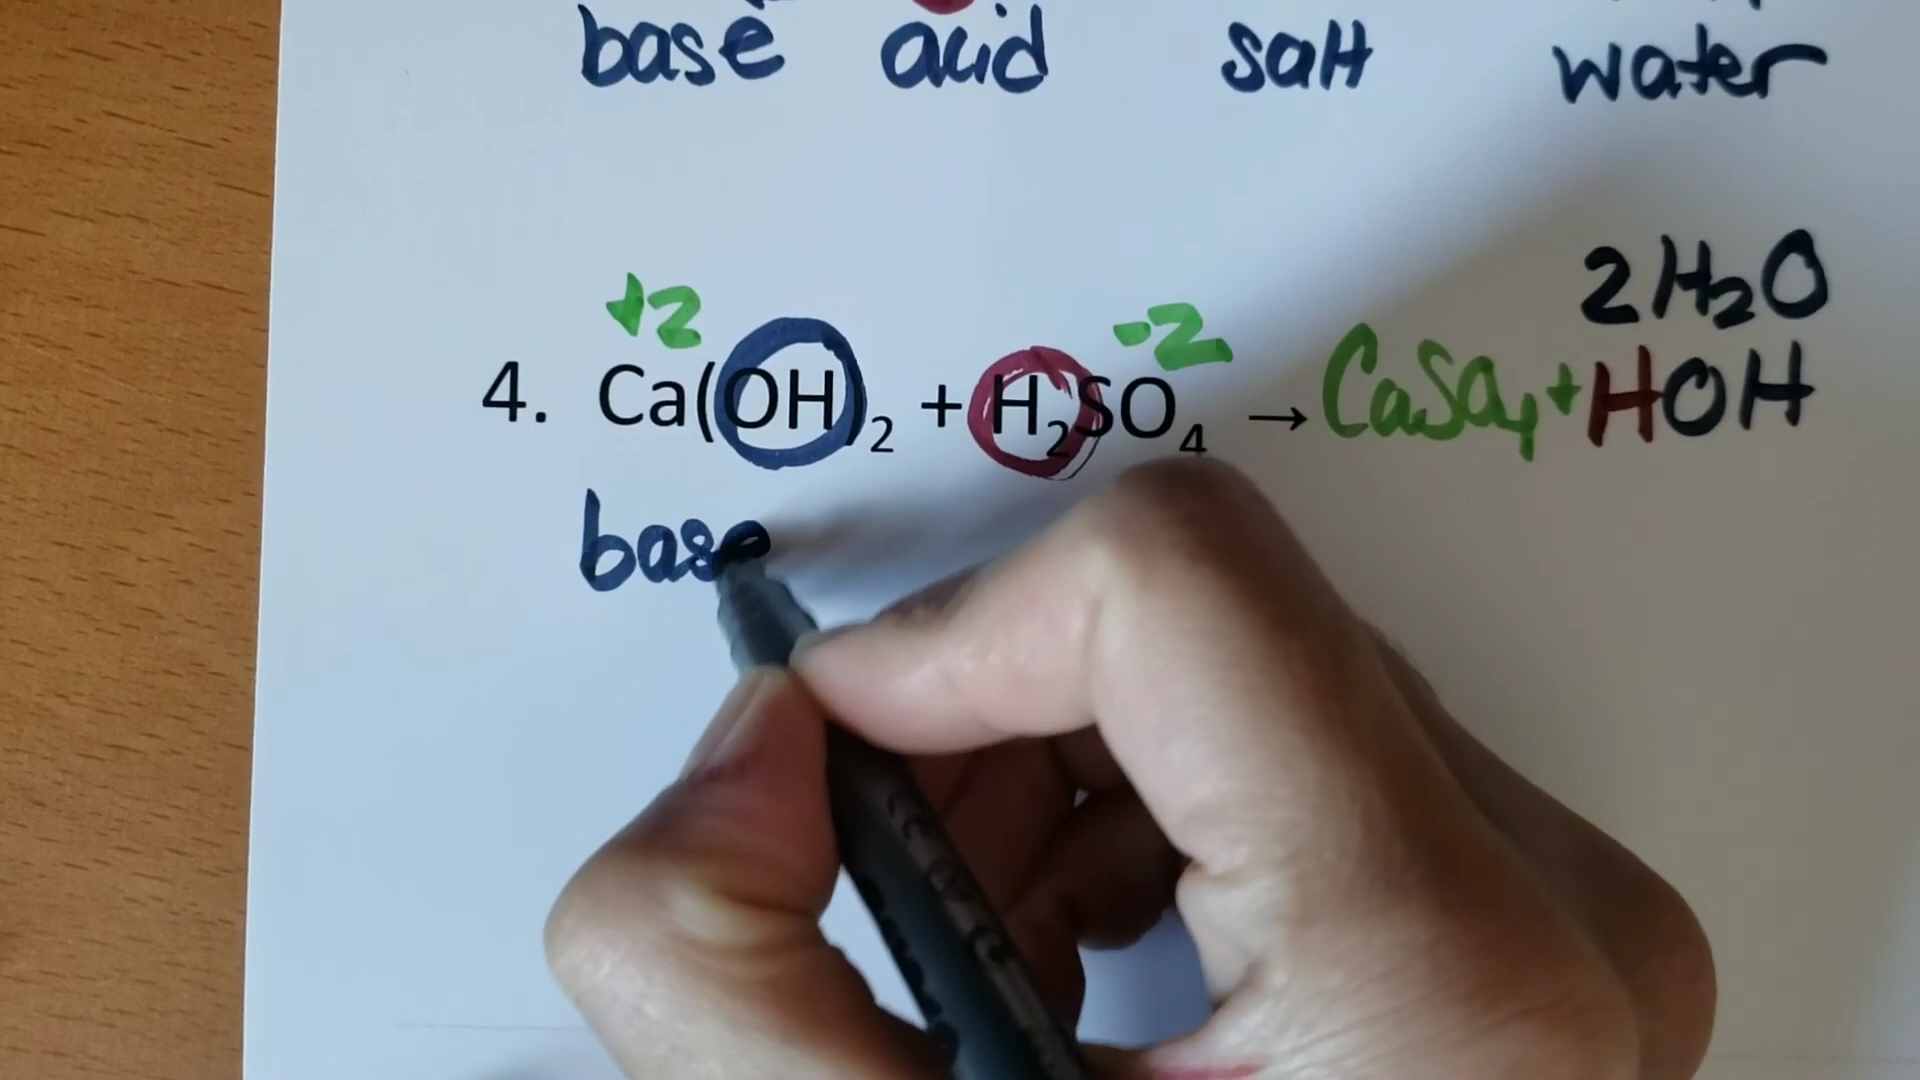 base acid salt water
2H₂O
+2 -2
4. Ca(OH)₂ + H₂SO₄ → CaSO₄ + HOH
base